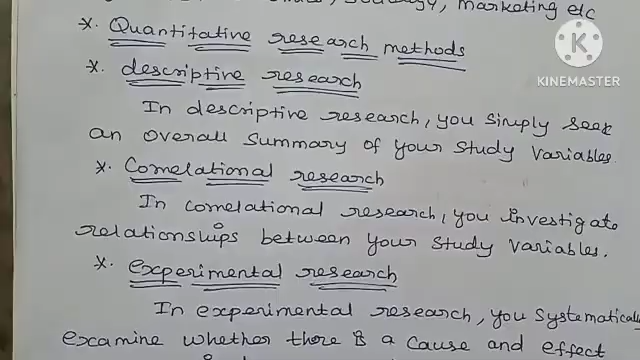 marketing etc
* Quantitative research methods
* descriptive research
In descriptive research, you simply seek
an overall summary of your study variables.
* Correlational research
In correlational research, you investigate
relationships between your study variables.
* experimental research
In experimental research, you systematically
examine whether there is a cause and effect
KINEMASTER